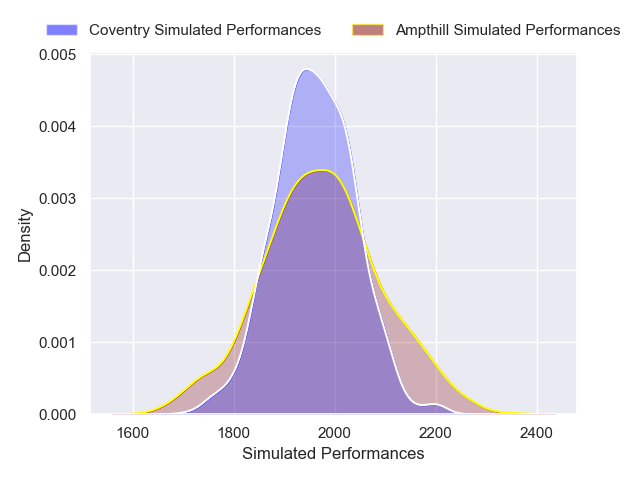 Coventry Simulated Performances
Ampthill Simulated Performances
0.005
0.004
0.003
0.002
0.001
0.000
Density
1600 1800 2000 2200 2400
Simulated Performances